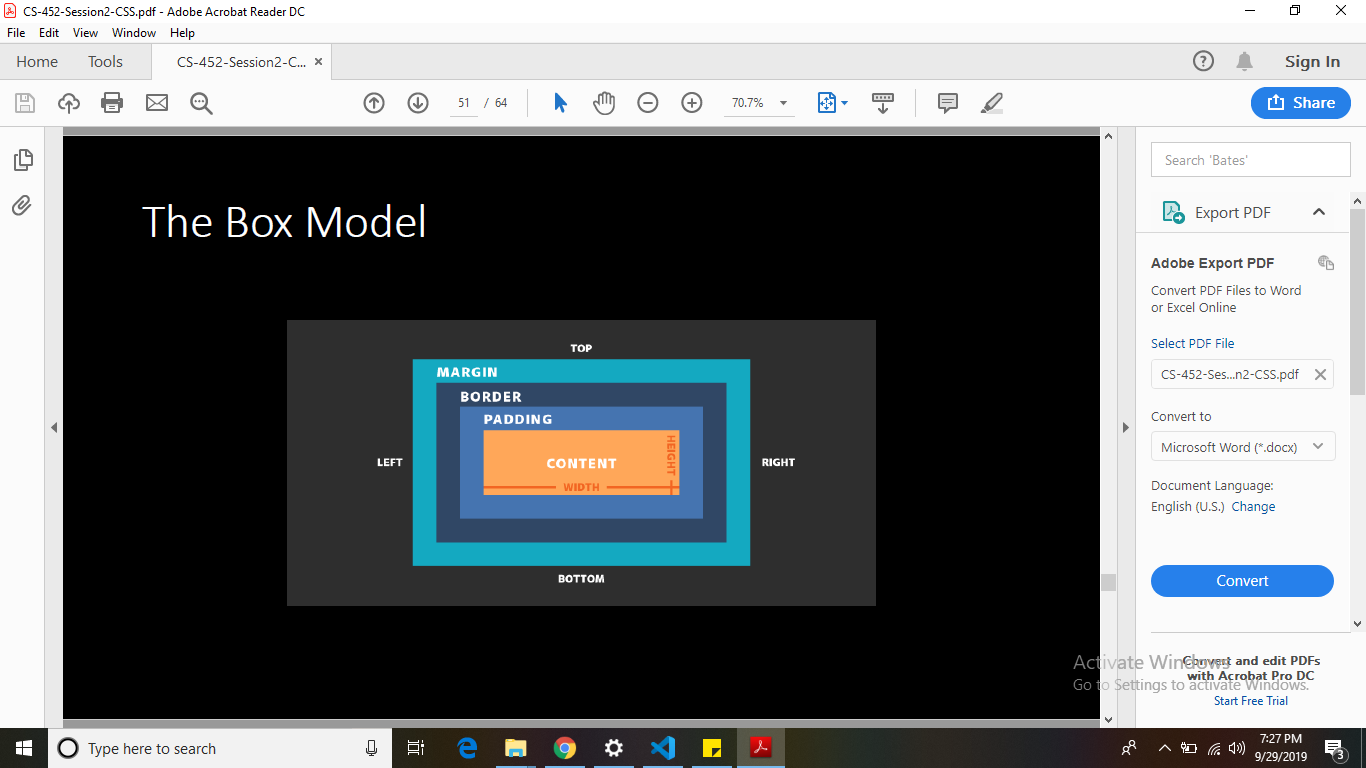 CS-452-Session2-CSS.pdf - Adobe Acrobat Reader DC
File Edit View Window Help
Home Tools CS-452-Session2-C... × Sign In
51 / 64 70.7% Share
Search 'Bates'
The Box Model
Export PDF
Adobe Export PDF
Convert PDF Files to Word
or Excel Online
Select PDF File
CS-452-Ses...n2-CSS.pdf
Convert to
Microsoft Word (*.docx)
Document Language:
English (U.S.) Change
Convert
TOP
MARGIN
BORDER
PADDING
HEIGHT
LEFT
CONTENT
RIGHT
WIDTH
BOTTOM
Convert and edit PDFs
with Acrobat Pro DC
Start Free Trial
Activate Windows
Go to Settings to activate Windows.
Type here to search
7:27 PM
9/29/2019
3